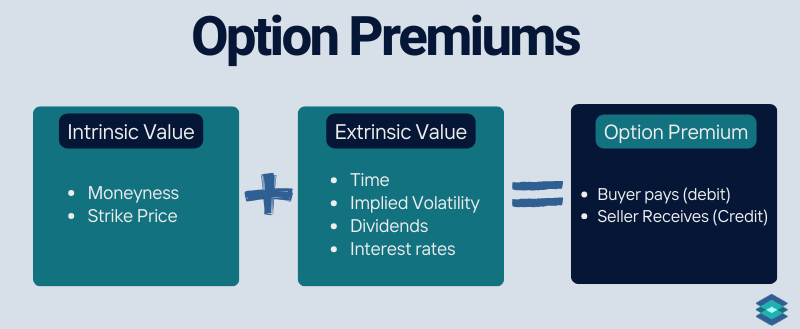 Option Premiums
Intrinsic Value
Moneyness
Strike Price
+
Extrinsic Value
Time
Implied Volatility
Dividends
Interest rates
=
Option Premium
Buyer pays (debit)
Seller Receives (Credit)